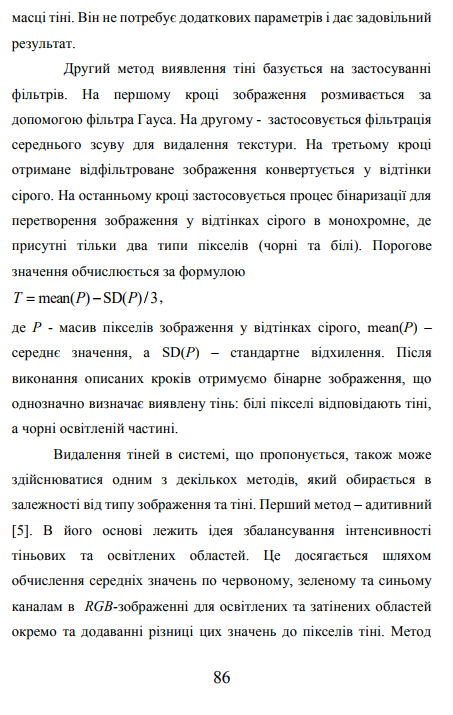 масці тіні. Він не потребує додаткових параметрів і дає задовільний
результат.
Другий метод виявлення тіні базується на застосуванні
фільтрів. На першому кроці зображення розмивається за
допомогою фільтра Гауса. На другому - застосовується фільтрація
середнього зсуву для видалення текстури. На третьому кроці
отримане відфільтроване зображення конвертується у відтінки
сірого. На останньому кроці застосовується процес бінаризації для
перетворення зображення у відтінках сірого в монохромне, де
присутні тільки два типи пікселів (чорні та білі). Порогове
значення обчислюється за формулою
T = mean(P) − SD(P) / 3,
де P - масив пікселів зображення у відтінках сірого, mean(P) –
середнє значення, а SD(P) – стандартне відхилення. Після
виконання описаних кроків отримуємо бінарне зображення, що
однозначно визначає виявлену тінь: білі пікселі відповідають тіні,
а чорні освітленій частині.
Видалення тіней в системі, що пропонується, також може
здійснюватися одним з декількох методів, який обирається в
залежності від типу зображення та тіні. Перший метод – адитивний
[5]. В його основі лежить ідея збалансування інтенсивності
тіньових та освітлених областей. Це досягається шляхом
обчислення середніх значень по червоному, зеленому та синьому
каналам в RGB-зображенні для освітлених та затінених областей
окремо та додаванні різниці цих значень до пікселів тіні. Метод
86